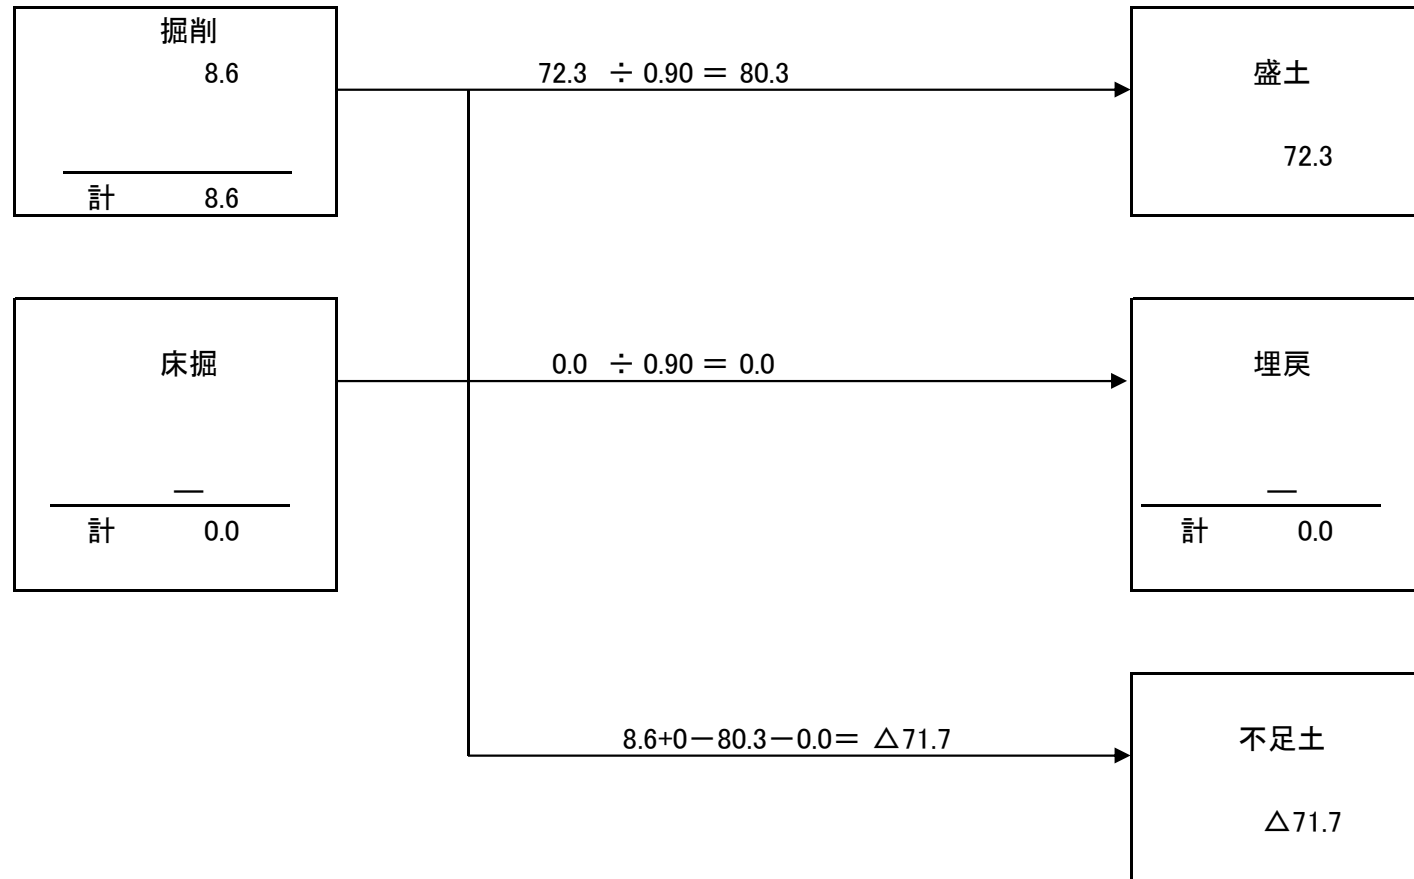 掘削
8.6
計 8.6
72.3 ÷ 0.90 = 80.3
盛土
72.3
床掘
―
計 0.0
0.0 ÷ 0.90 = 0.0
埋戻
―
計 0.0
8.6+0－80.3－0.0＝ △71.7
不足土
△71.7